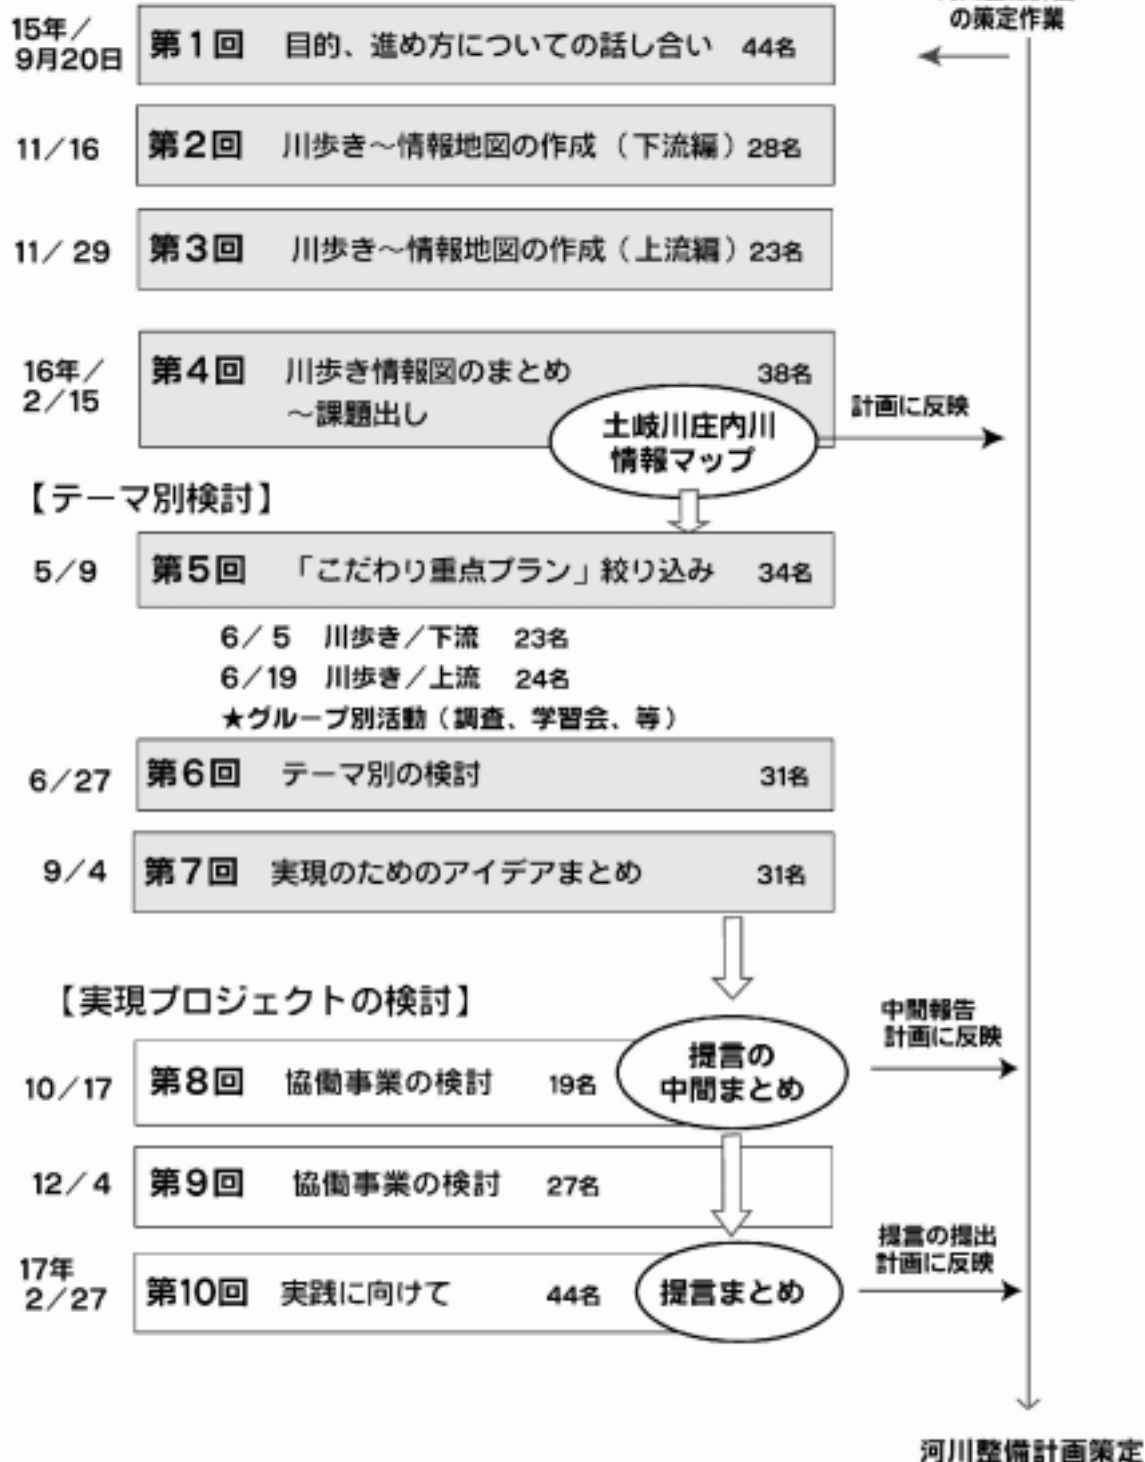 の策定作業
15年／
9月20日
第1回 目的、進め方についての話し合い 44名
11／16
第2回 川歩き～情報地図の作成（下流編）28名
11／29
第3回 川歩き～情報地図の作成（上流編）23名
16年／
2／15
第4回 川歩き情報図のまとめ 38名
～課題出し
土岐川庄内川
情報マップ
計画に反映
【テーマ別検討】
5／9
第5回 「こだわり重点プラン」絞り込み 34名
6／5 川歩き／下流 23名
6／19 川歩き／上流 24名
★グループ別活動（調査、学習会、等）
6／27
第6回 テーマ別の検討 31名
9／4
第7回 実現のためのアイデアまとめ 31名
【実現プロジェクトの検討】
10／17
第8回 協働事業の検討 19名
提言の
中間まとめ
中間報告
計画に反映
12／4
第9回 協働事業の検討 27名
17年
2／27
第10回 実践に向けて 44名
提言まとめ
提言の提出
計画に反映
河川整備計画策定